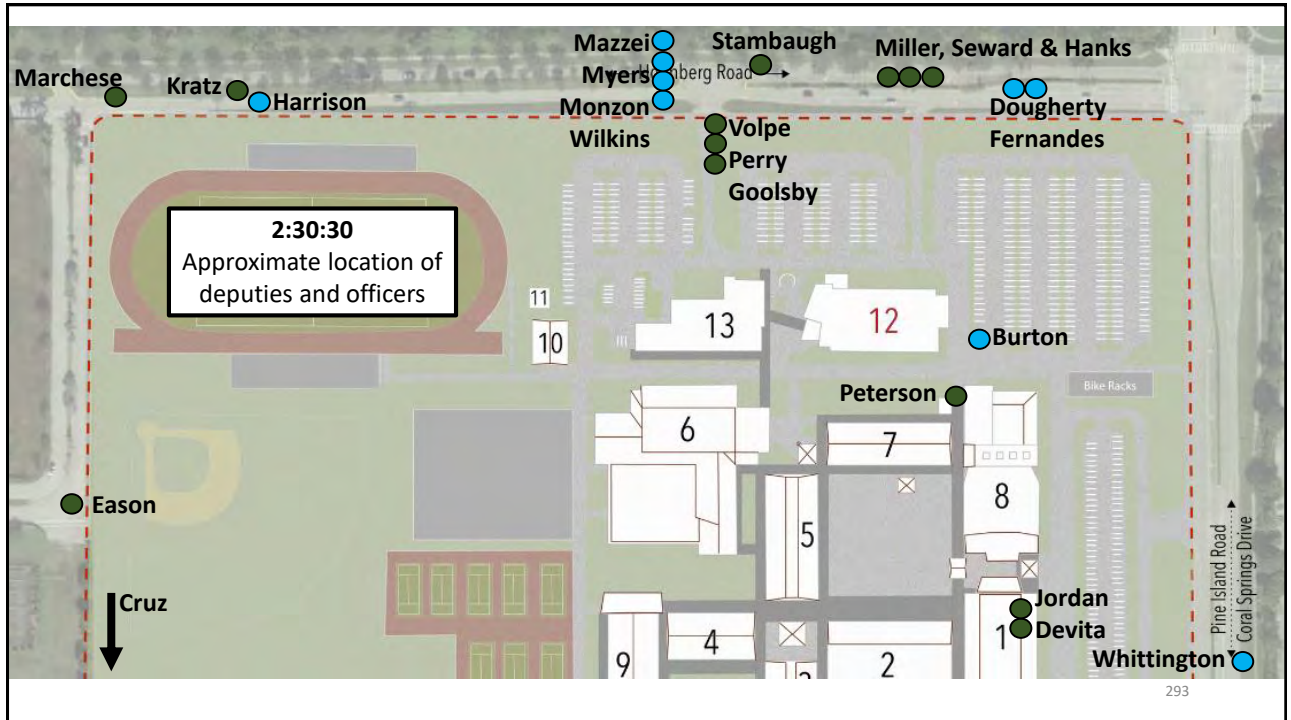 Mazzei
Stambaugh
Miller, Seward & Hanks
Marchese
Kratz
Harrison
Myers
Road
Monzon
Wilkins
Dougherty
Fernandes
Volpe
Perry
Goolsby
2:30:30
Approximate location of
deputies and officers
11
10
13
12
Burton
Peterson
Bike Racks
6
7
8
5
Eason
Cruz
Pine Island Road
Coral Springs Drive
Jordan
Devita
1
4
9
2
Whittington
293